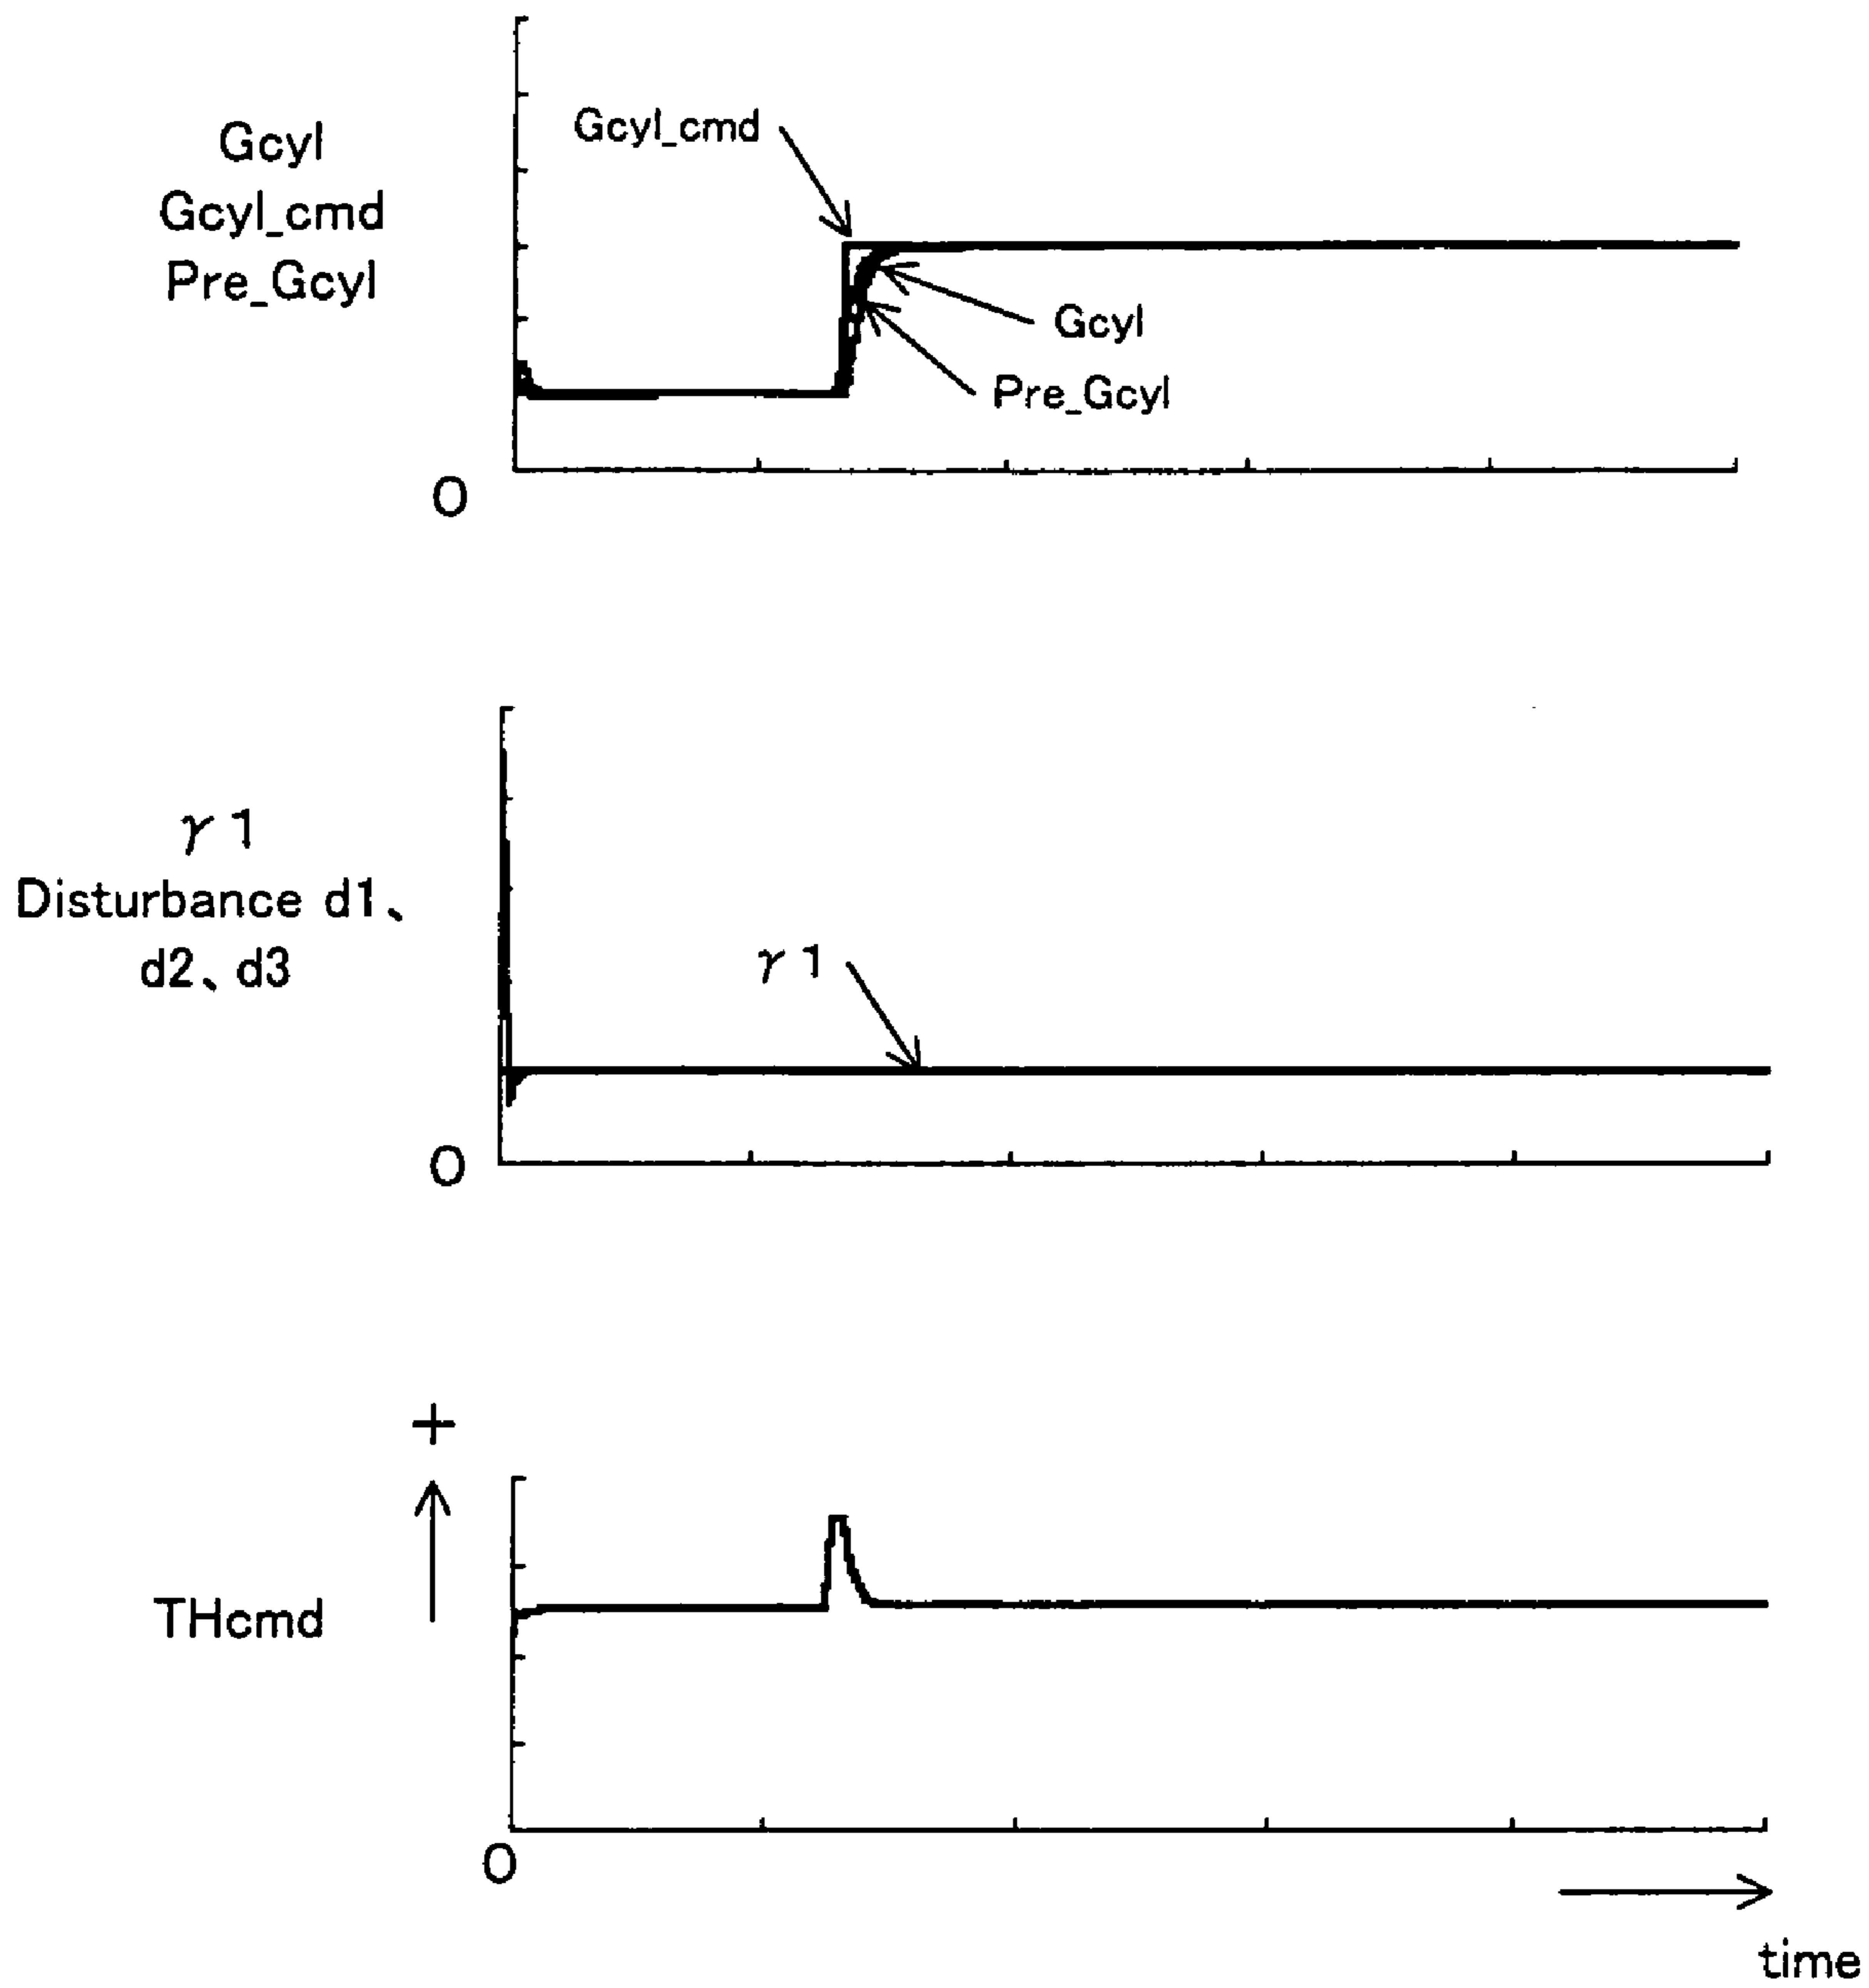 Gcyl
Gcyl_cmd
Pre_Gcyl
Gcyl_cmd
Gcyl
Pre_Gcyl
0
γ1
Disturbance d1、
d2、d3
γ1
0
+
THcmd
0
time